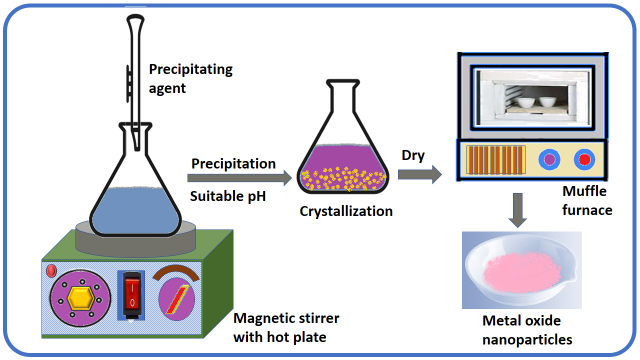 Precipitating
agent
Precipitation
Suitable pH
Crystallization
Dry
Muffle
furnace
Magnetic stirrer
with hot plate
Metal oxide
nanoparticles